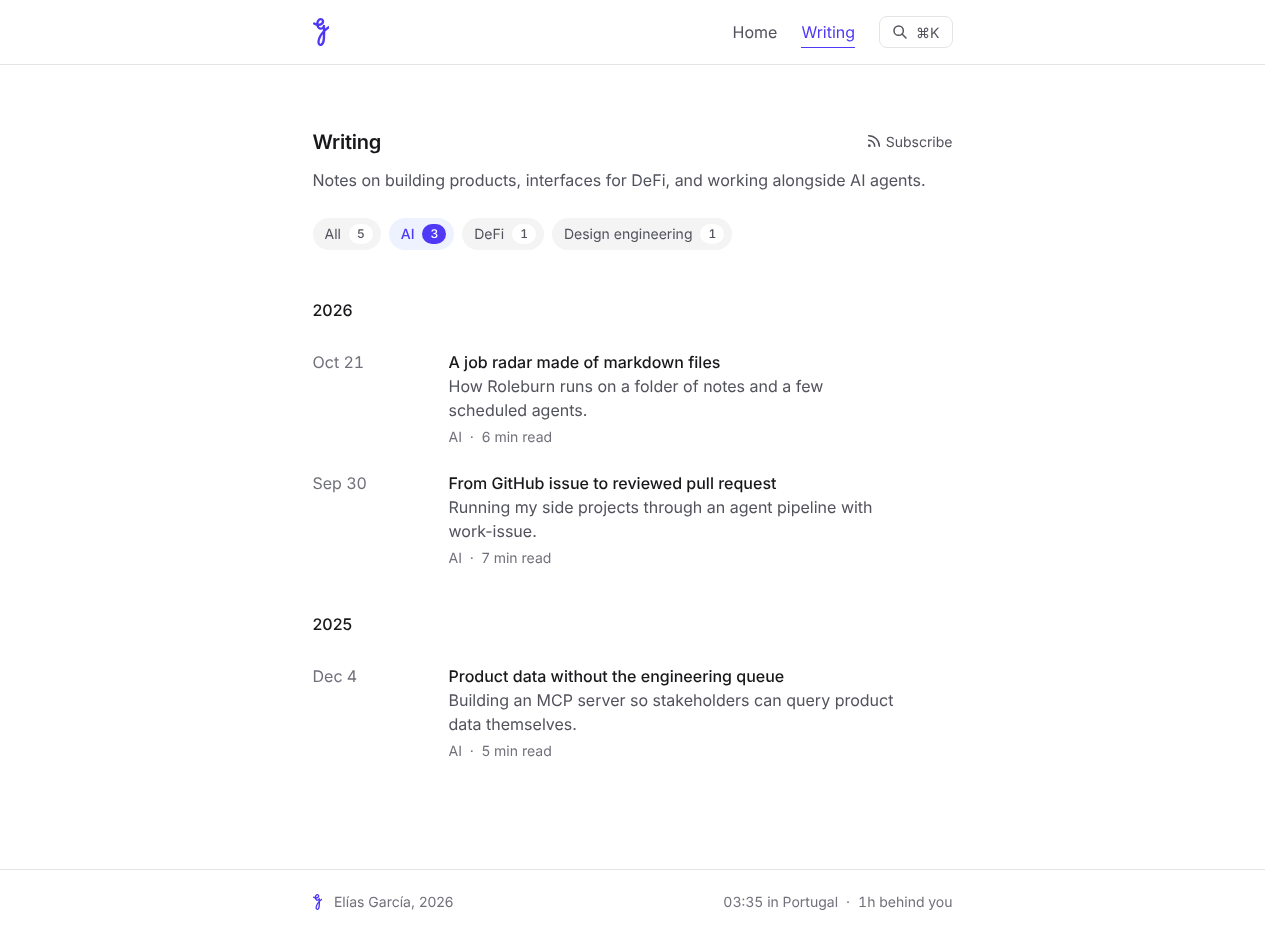 Home Writing ⌘K
Writing
Subscribe
Notes on building products, interfaces for DeFi, and working alongside AI agents.
All 5 AI 3 DeFi 1 Design engineering 1
2026
Oct 21
A job radar made of markdown files
How Roleburn runs on a folder of notes and a few
scheduled agents.
AI · 6 min read
Sep 30
From GitHub issue to reviewed pull request
Running my side projects through an agent pipeline with
work-issue.
AI · 7 min read
2025
Dec 4
Product data without the engineering queue
Building an MCP server so stakeholders can query product
data themselves.
AI · 5 min read
Elías García, 2026
03:35 in Portugal · 1h behind you